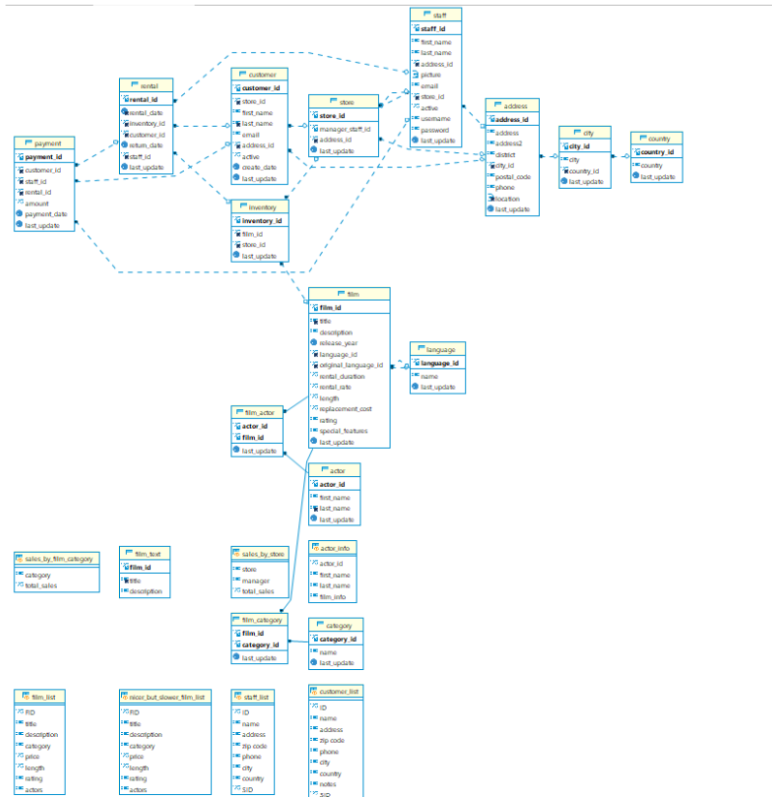 staff
staff_id
first_name
last_name
address_id
picture
email
store_id
active
username
password
last_update
rental
rental_id
rental_date
inventory_id
customer_id
return_date
staff_id
last_update
customer
customer_id
store_id
first_name
last_name
email
address_id
active
create_date
last_update
store
store_id
manager_staff_id
address_id
last_update
address
address_id
address
address2
district
city_id
postal_code
phone
location
last_update
city
city_id
city
country_id
last_update
country
country_id
country
last_update
payment
payment_id
customer_id
staff_id
rental_id
amount
payment_date
last_update
inventory
inventory_id
film_id
store_id
last_update
film
film_id
title
description
release_year
language_id
original_language_id
rental_duration
rental_rate
length
replacement_cost
rating
special_features
last_update
language
language_id
name
last_update
film_actor
actor_id
film_id
last_update
actor
actor_id
first_name
last_name
last_update
sales_by_film_category
category
total_sales
film_text
film_id
title
description
sales_by_store
store
manager
total_sales
actor_info
actor_id
first_name
last_name
film_info
film_category
film_id
category_id
last_update
category
category_id
name
last_update
film_list
FID
title
description
category
price
length
rating
actors
nicer_but_slower_film_list
FID
title
description
category
price
length
rating
actors
staff_list
ID
name
address
zip code
phone
city
country
SID
customer_list
ID
name
address
zip code
phone
city
country
notes
SID